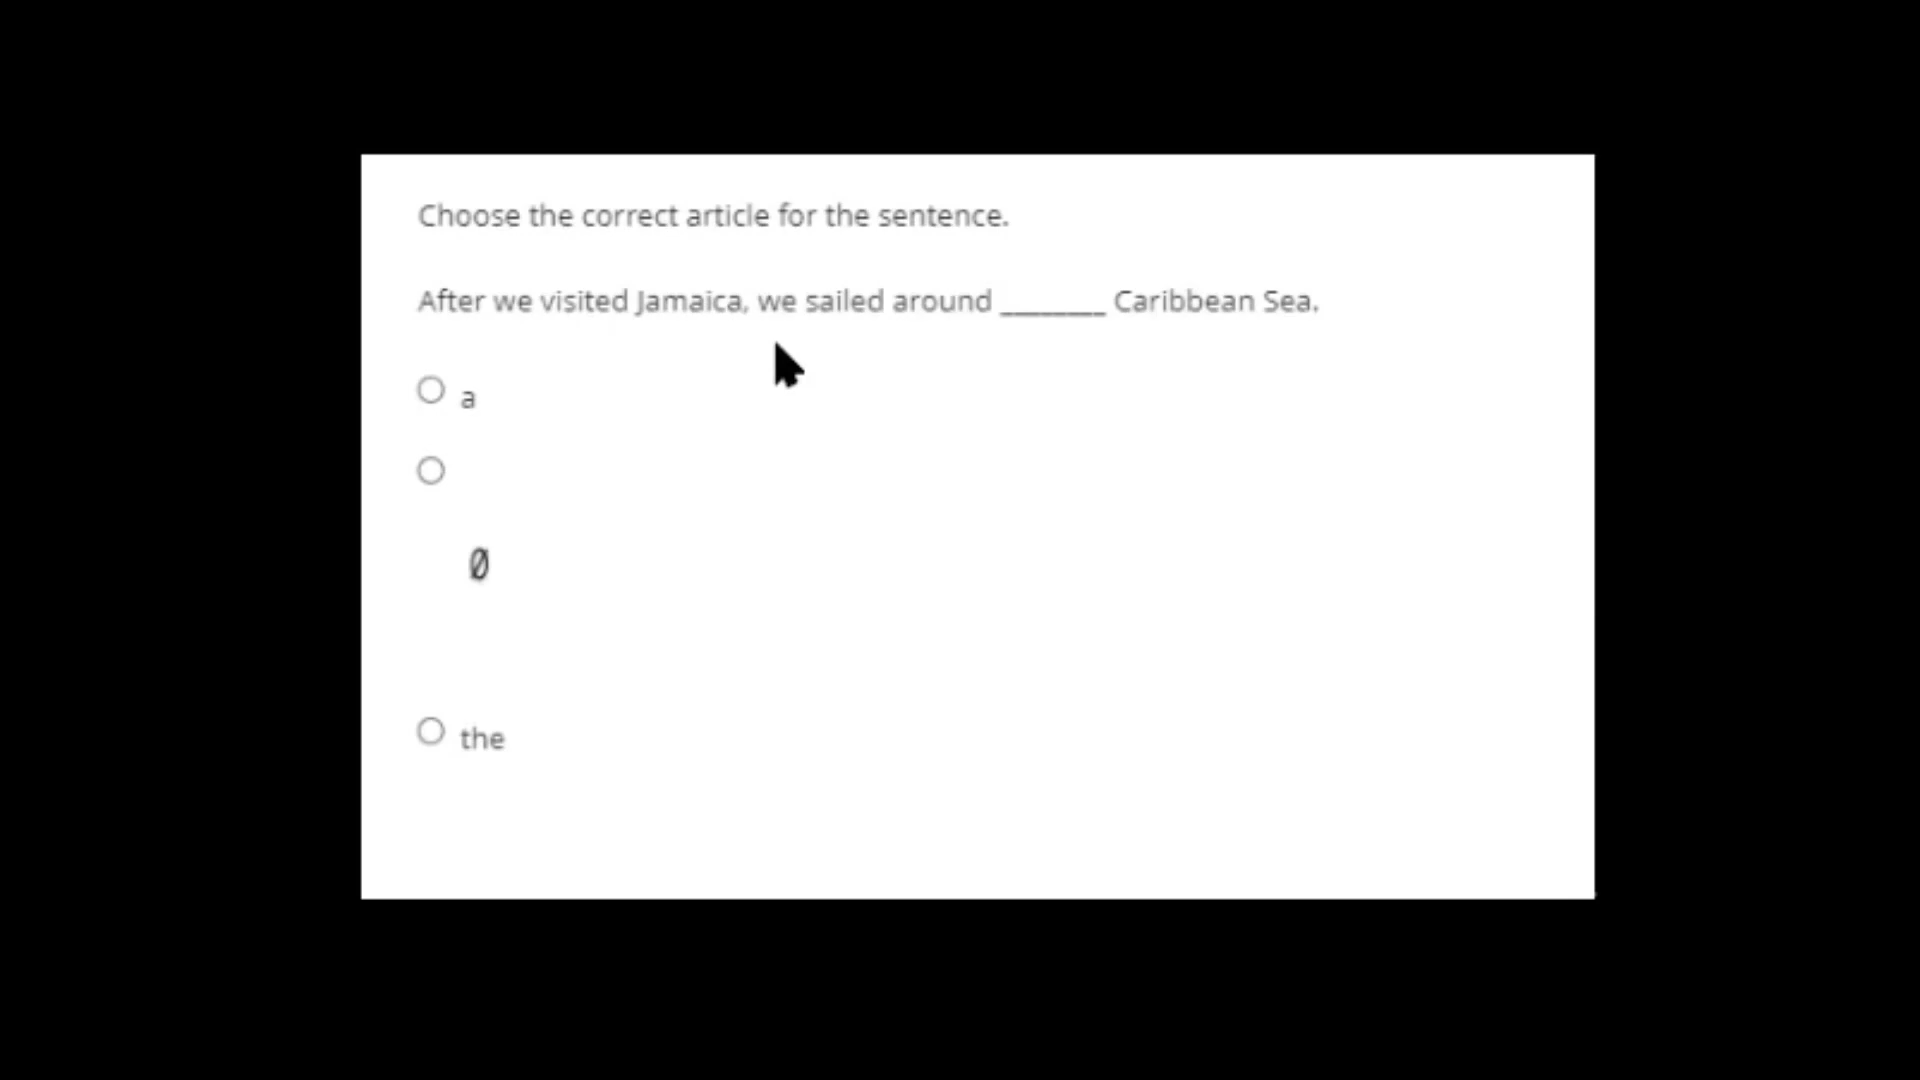 Choose the correct article for the sentence.
After we visited Jamaica, we sailed around ________ Caribbean Sea.
a
Ø
the